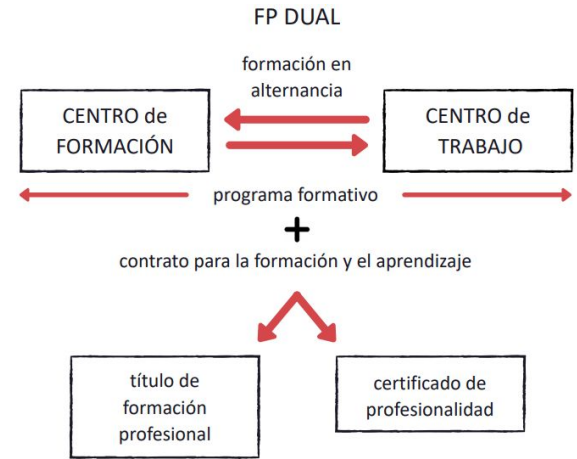 FP DUAL
formación en
alternancia
CENTRO de
FORMACIÓN
CENTRO de
TRABAJO
programa formativo
+
contrato para la formación y el aprendizaje
título de
formación
profesional
certificado de
profesionalidad